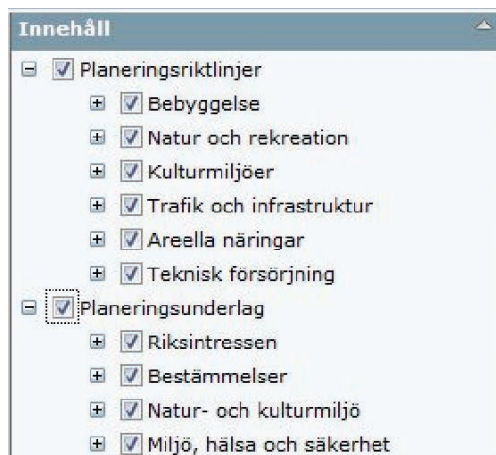 Innehåll
Planeringsriktlinjer
Bebyggelse
Natur och rekreation
Kulturmiljöer
Trafik och infrastruktur
Areella näringar
Teknisk försörjning
Planeringsunderlag
Riksintressen
Bestämmelser
Natur- och kulturmiljö
Miljö, hälsa och säkerhet